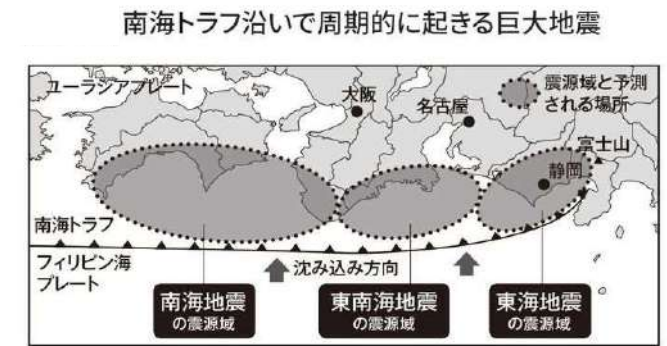 南海トラフ沿いで周期的に起きる巨大地震
ユーラシアプレート
大阪
名古屋
震源域と予測
される場所
富士山
静岡
南海トラフ
フィリピン海
プレート
沈み込み方向
南海地震
の震源域
東南海地震
の震源域
東海地震
の震源域